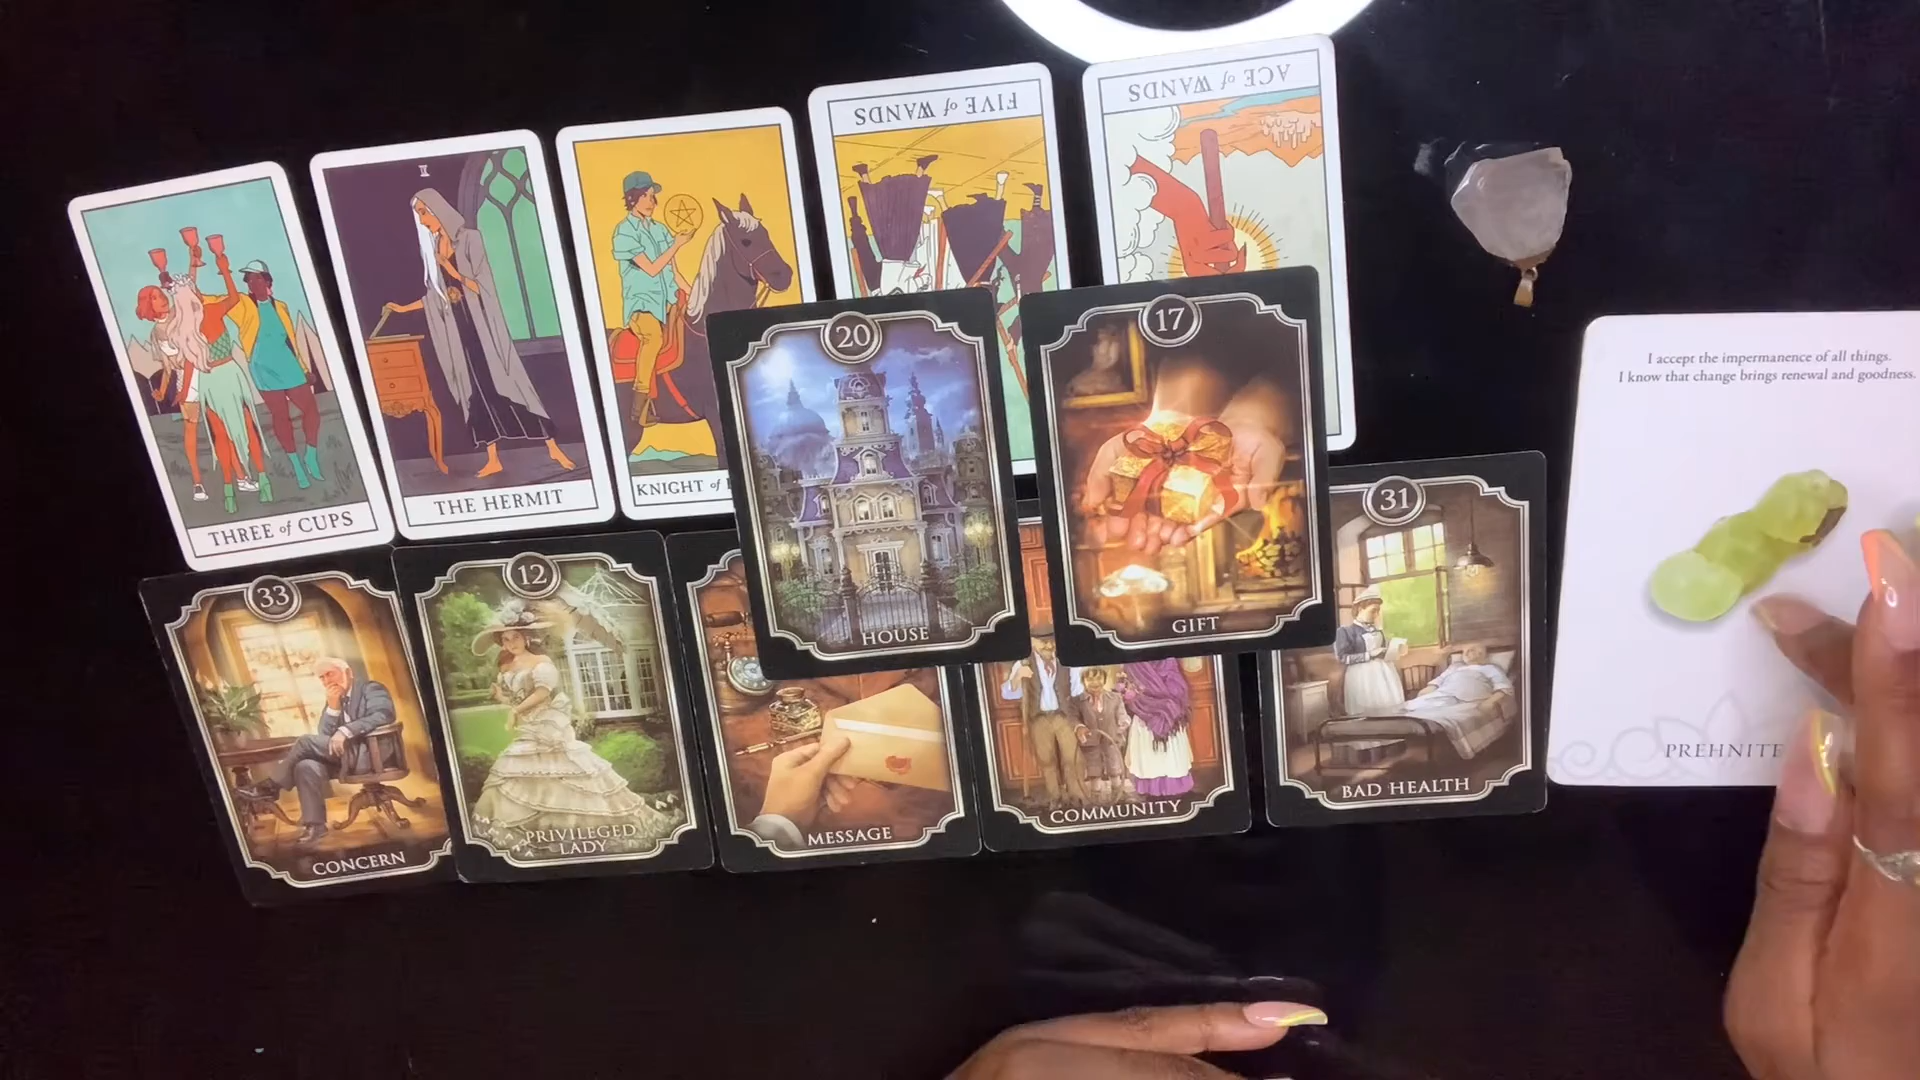 THREE of CUPS
THE HERMIT
KNIGHT of
FIVE of WANDS
ACE of WANDS
20
HOUSE
17
GIFT
33
CONCERN
12
PRIVILEGED
LADY
MESSAGE
COMMUNITY
31
BAD HEALTH
I accept the impermanence of all things.
I know that change brings renewal and goodness.
PREHNITE